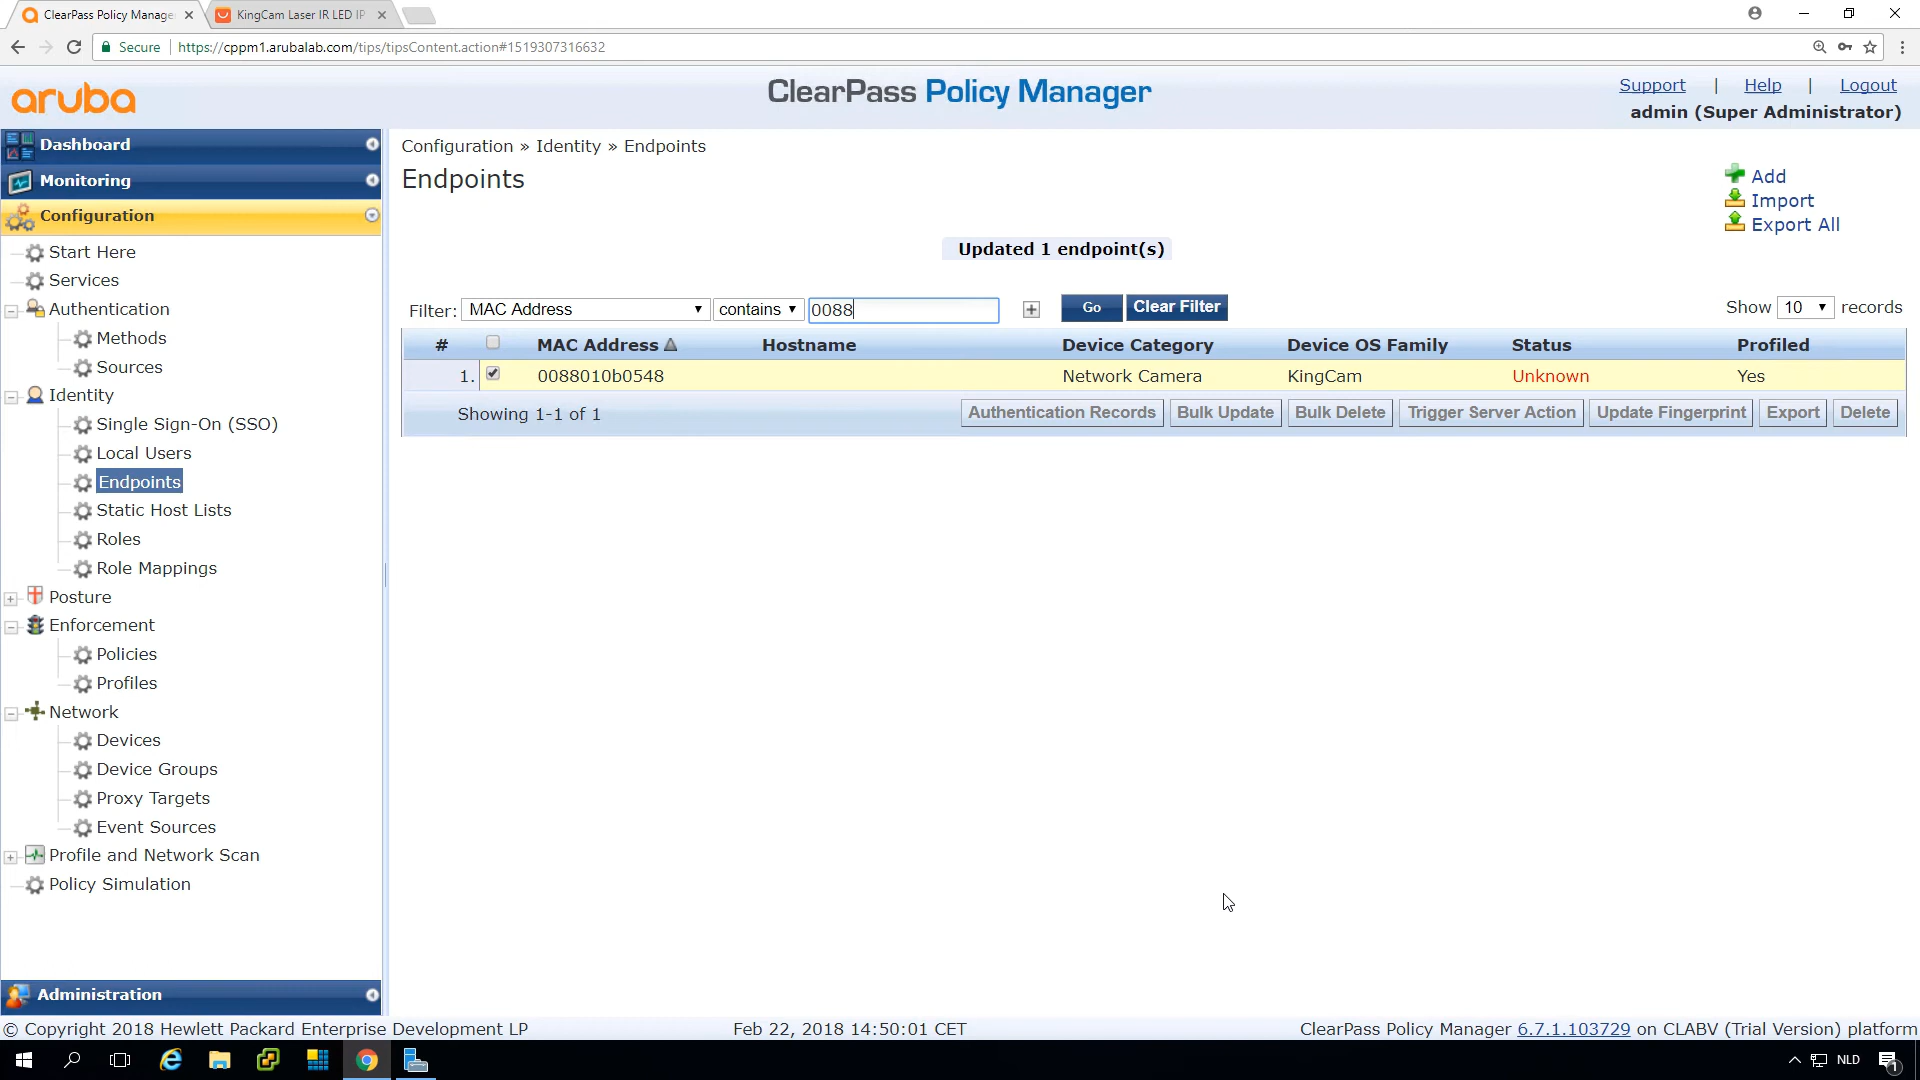 ClearPass Policy Manage
KingCam Laser IR LED IP
Secure | https://cppm1.arubalab.com/tips/tipsContent.action#1519307316632
aruba
ClearPass Policy Manager
Support | Help | Logout
admin (Super Administrator)
Dashboard
Monitoring
Configuration
Start Here
Services
Authentication
Methods
Sources
Identity
Single Sign-On (SSO)
Local Users
Endpoints
Static Host Lists
Roles
Role Mappings
Posture
Enforcement
Policies
Profiles
Network
Devices
Device Groups
Proxy Targets
Event Sources
Profile and Network Scan
Policy Simulation
Administration
Configuration » Identity » Endpoints
Endpoints
Add
Import
Export All
Updated 1 endpoint(s)
Filter: MAC Address contains 0088 Go Clear Filter Show 10 records
# MAC Address Hostname Device Category Device OS Family Status Profiled
1. 0088010b0548 Network Camera KingCam Unknown Yes
Showing 1-1 of 1 Authentication Records Bulk Update Bulk Delete Trigger Server Action Update Fingerprint Export Delete
© Copyright 2018 Hewlett Packard Enterprise Development LP Feb 22, 2018 14:50:01 CET ClearPass Policy Manager 6.7.1.103729 on CLABV (Trial Version) platform
NLD 1